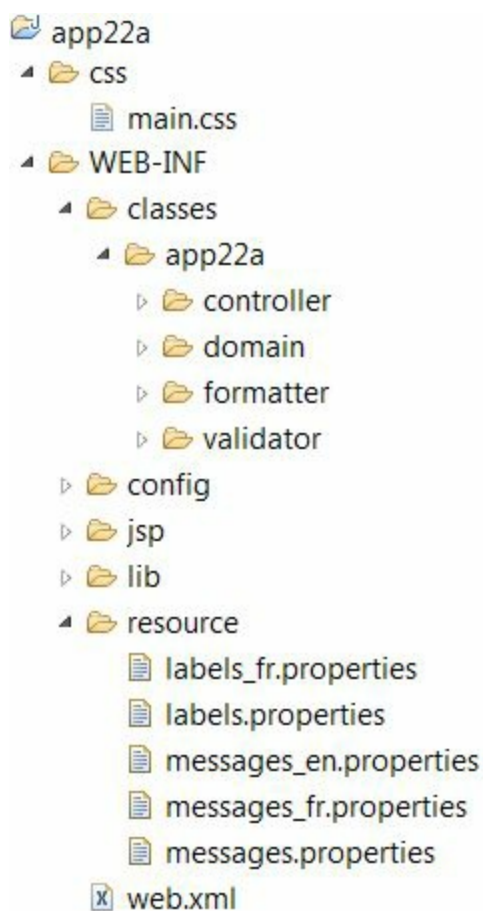 app22a
css
main.css
WEB-INF
classes
app22a
controller
domain
formatter
validator
config
jsp
lib
resource
labels_fr.properties
labels.properties
messages_en.properties
messages_fr.properties
messages.properties
web.xml